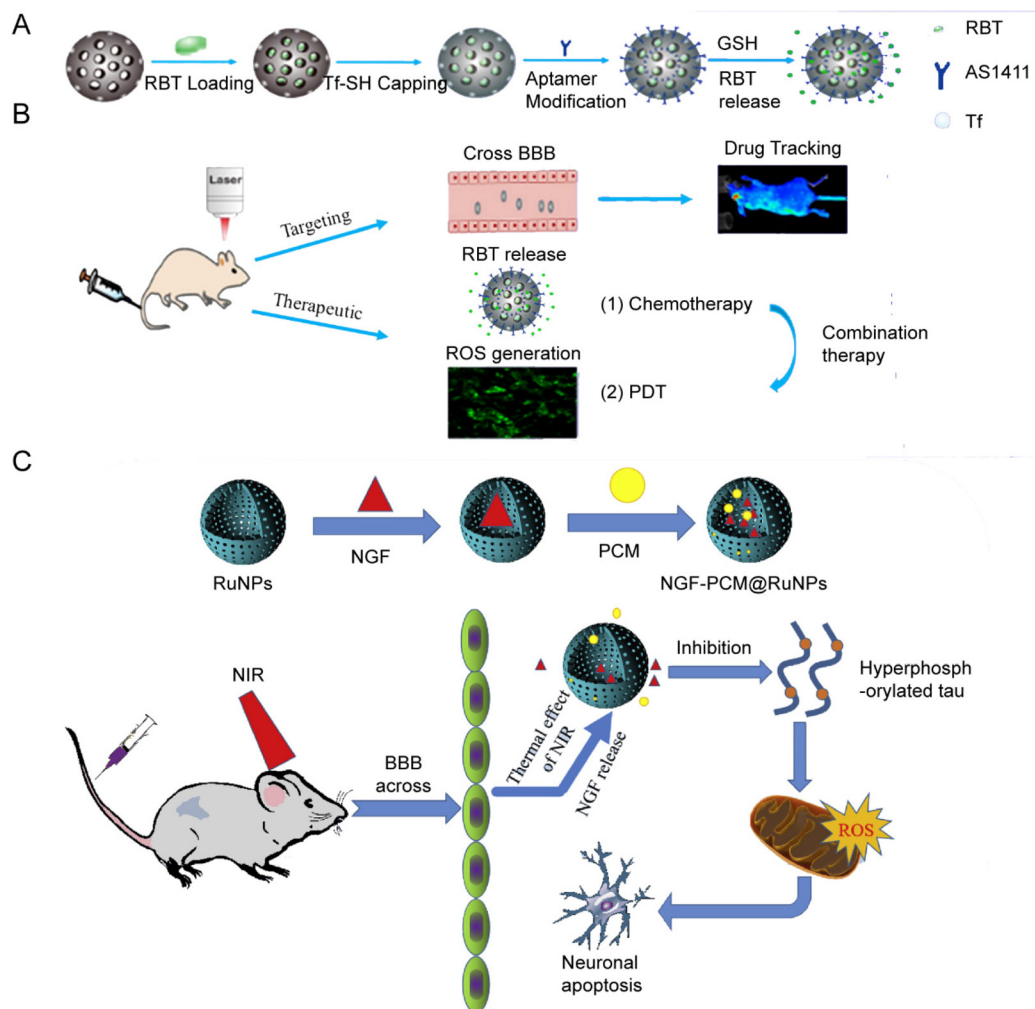 A
RBT Loading
Tf-SH Capping
Aptamer
Modification
GSH
RBT
release
RBT
AS1411
Tf
B
Laser
Targeting
Therapeutic
Cross BBB
Drug Tracking
RBT release
(1) Chemotherapy
ROS generation
(2) PDT
Combination
therapy
C
RuNPs
NGF
PCM
NGF-PCM@RuNPs
NIR
BBB
across
Thermal effect
of NIR
NGF release
Inhibition
Hyperphosph
-orylated tau
ROS
Neuronal
apoptosis